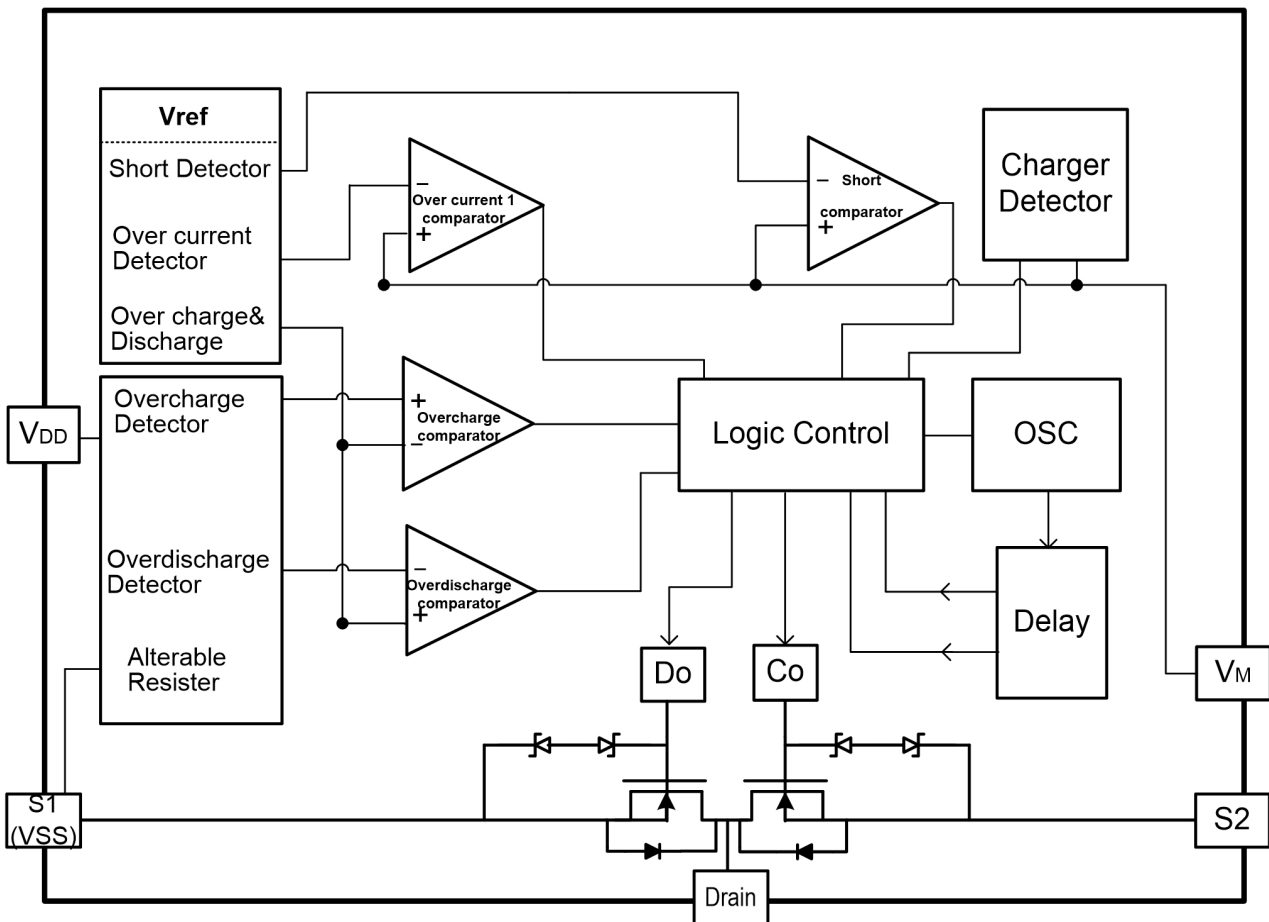 Vref
Short Detector
Over current
Detector
Over charge&
Discharge
−
Over current 1
comparator
+
−
Short
comparator
+
Charger
Detector
VDD
Overcharge
Detector
Overdischarge
Detector
Alterable
Resister
+
Overcharge
comparator
−
−
Overdischarge
comparator
+
Logic Control
OSC
Delay
Do
Co
VM
S1
(VSS)
S2
Drain